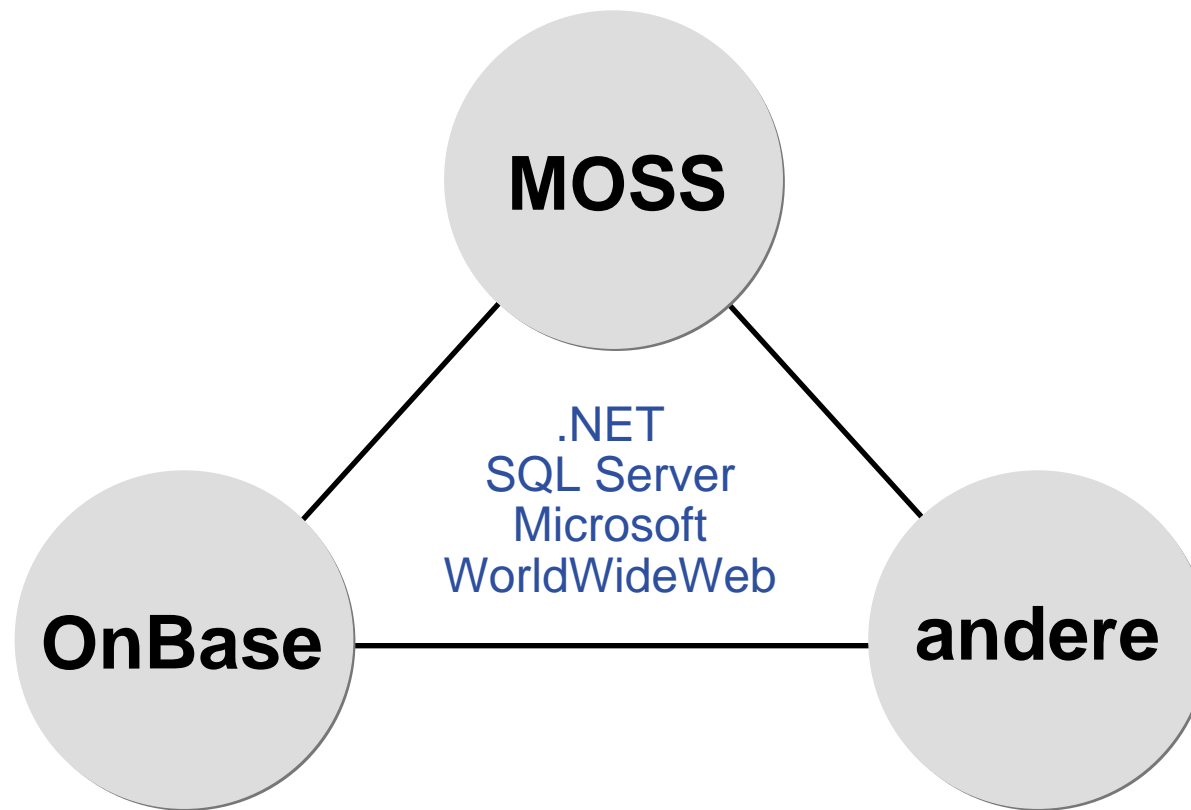 MOSS
.NET
SQL Server
Microsoft
WorldWideWeb
OnBase
andere